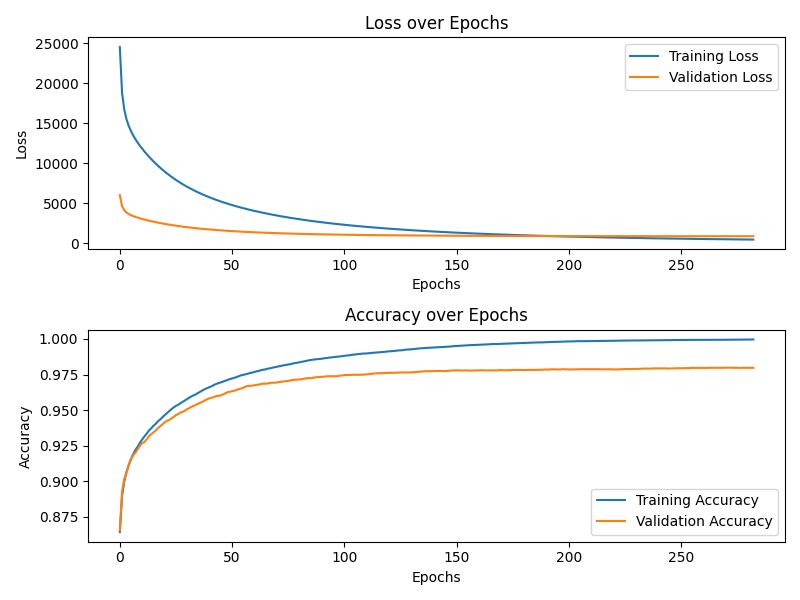 Loss over Epochs
25000
20000
15000
10000
5000
0
Loss
Training Loss
Validation Loss
0 50 100 150 200 250
Epochs
Accuracy over Epochs
1.000
0.975
0.950
0.925
0.900
0.875
Accuracy
Training Accuracy
Validation Accuracy
0 50 100 150 200 250
Epochs